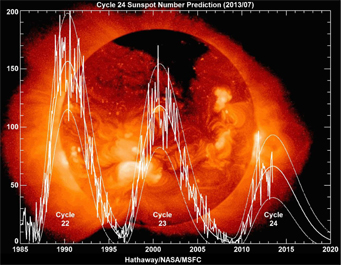 Cycle 24 Sunspot Number Prediction (2013/07)
200
150
100
50
0
Cycle Cycle Cycle
22 23 24
1985 1990 1995 2000 2005 2010 2015 2020
Hathaway/NASA/MSFC